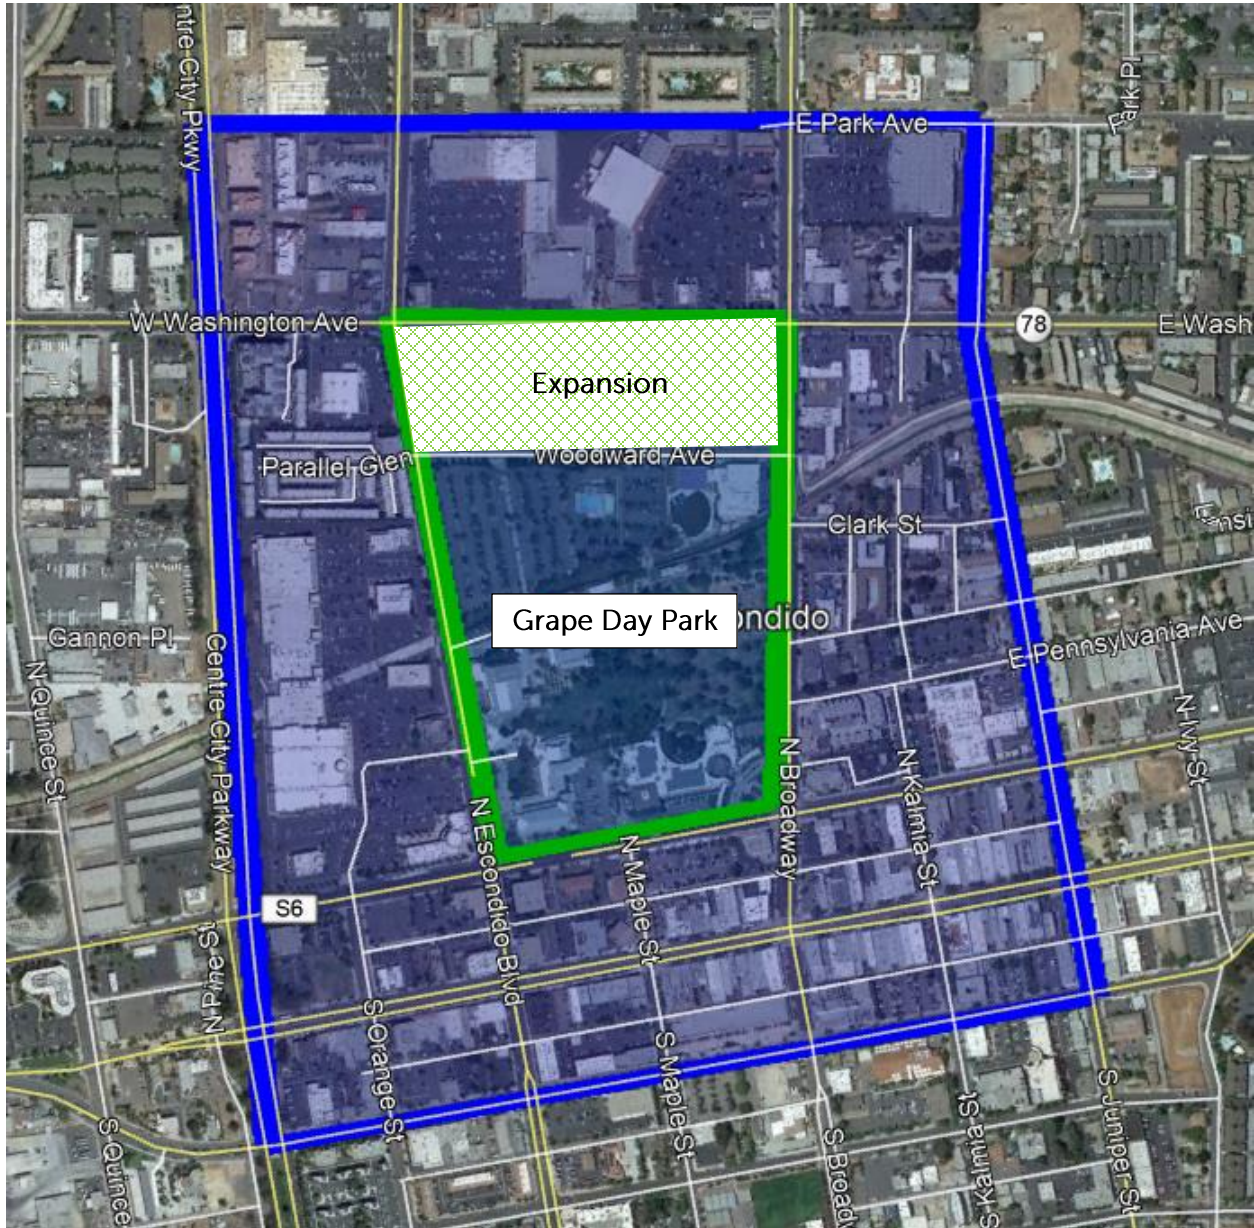 ntre City Pkwy
E Park Ave
Park Pl
W Washington Ave
78
E Wash
Expansion
Parallel Glen
Woodward Ave
Clark St
Grape Day Park
ondido
Gannon Pl
E Pennsylvania Ave
N Quince St
Centre City Parkway
N Ivy St
N Broadway
N Kalmia St
N Escondido Blvd
N Maple St
S6
N Pine St
S Orange St
S Maple St
S Quince
S Broadw
S Kalmia St
S Juniper St